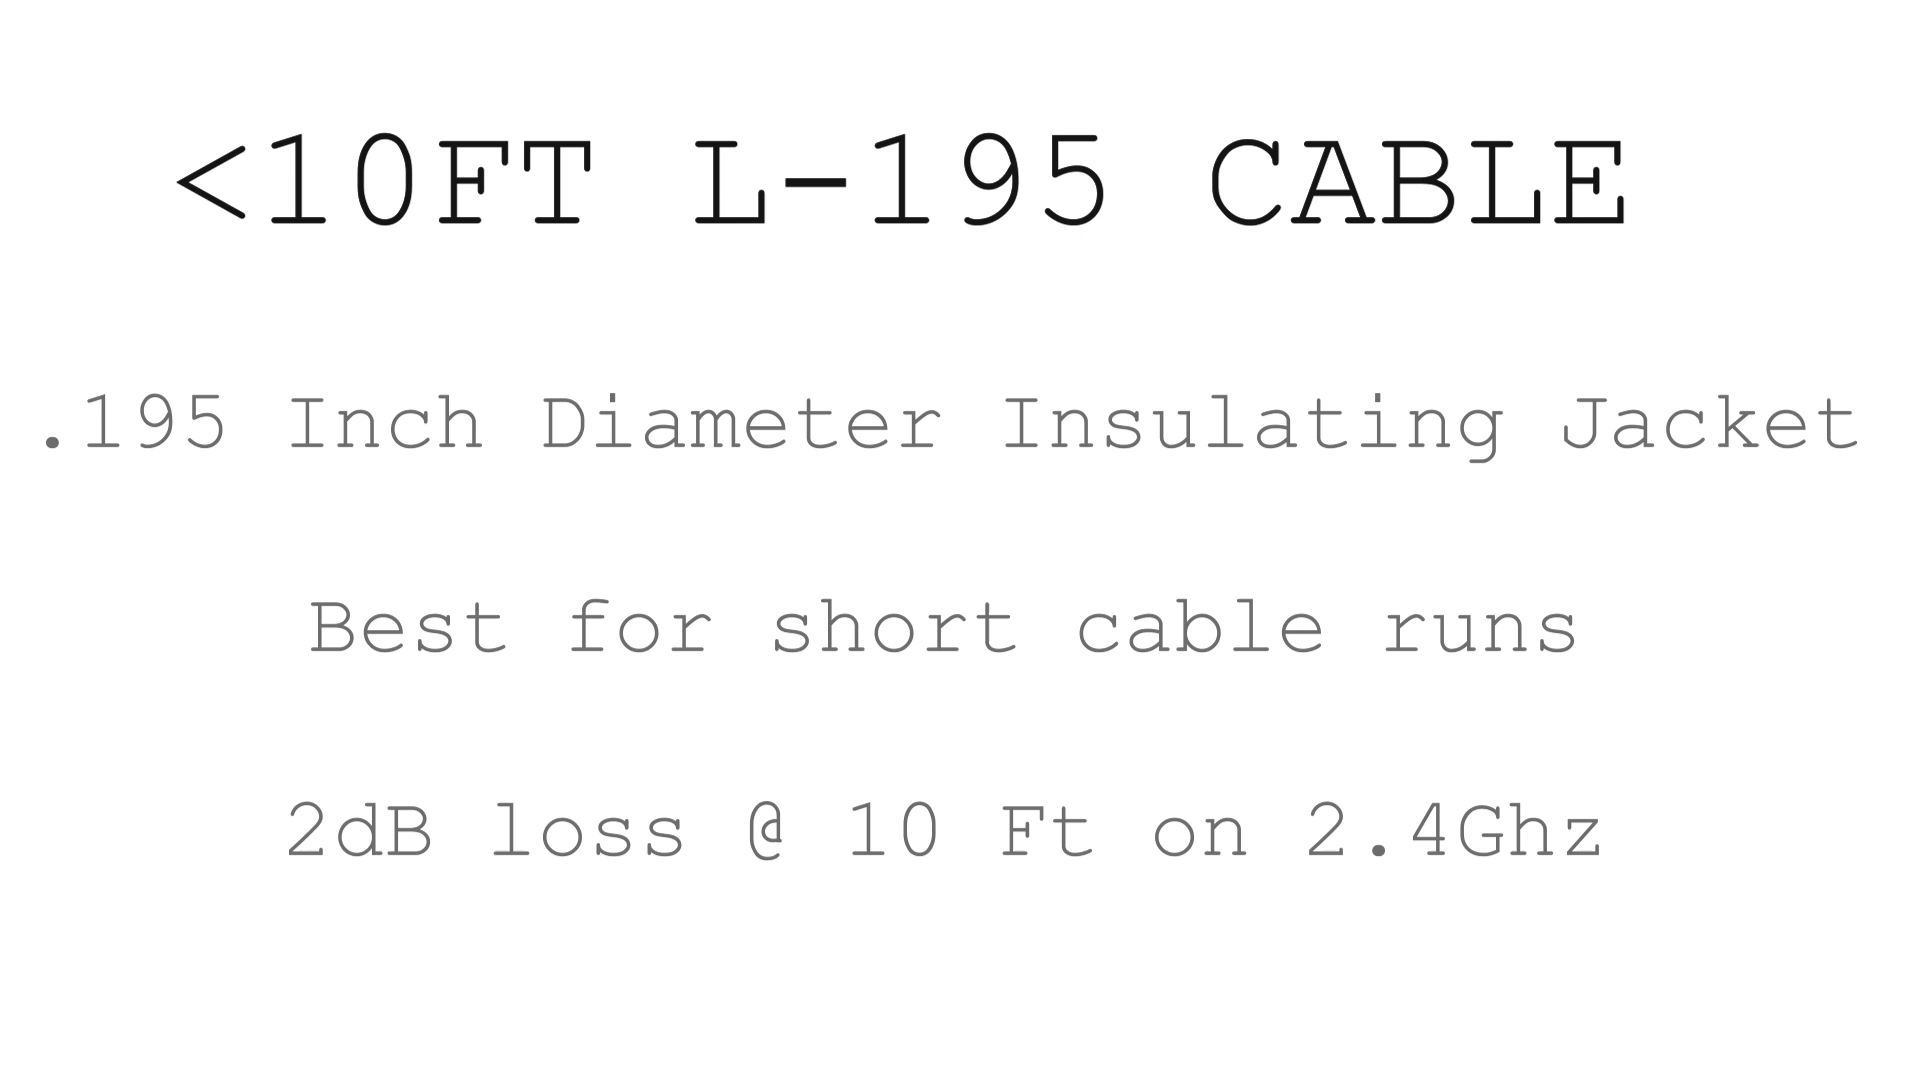 <10FT L-195 CABLE
.195 Inch Diameter Insulating Jacket
Best for short cable runs
2dB loss @ 10 Ft on 2.4Ghz